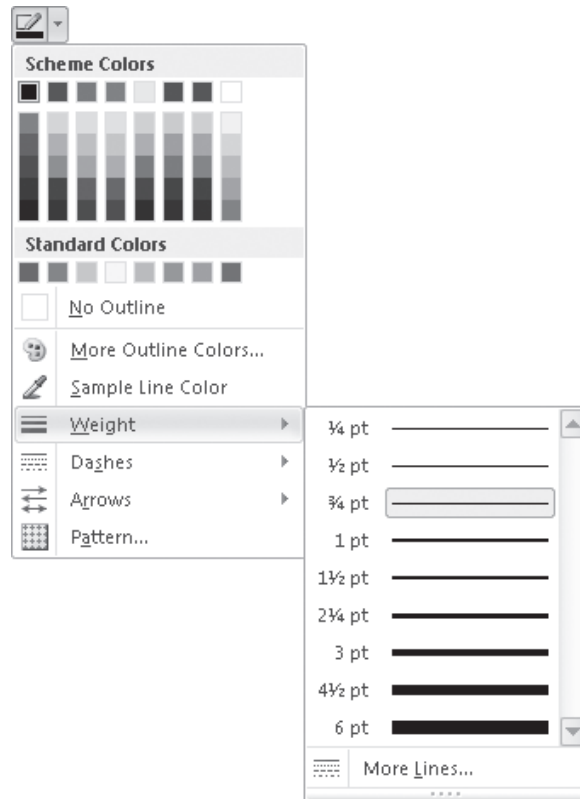 Scheme Colors
Standard Colors
No Outline
More Outline Colors...
Sample Line Color
Weight
Dashes
Arrows
Pattern...
¼ pt
½ pt
¾ pt
1 pt
1½ pt
2¼ pt
3 pt
4½ pt
6 pt
More Lines...